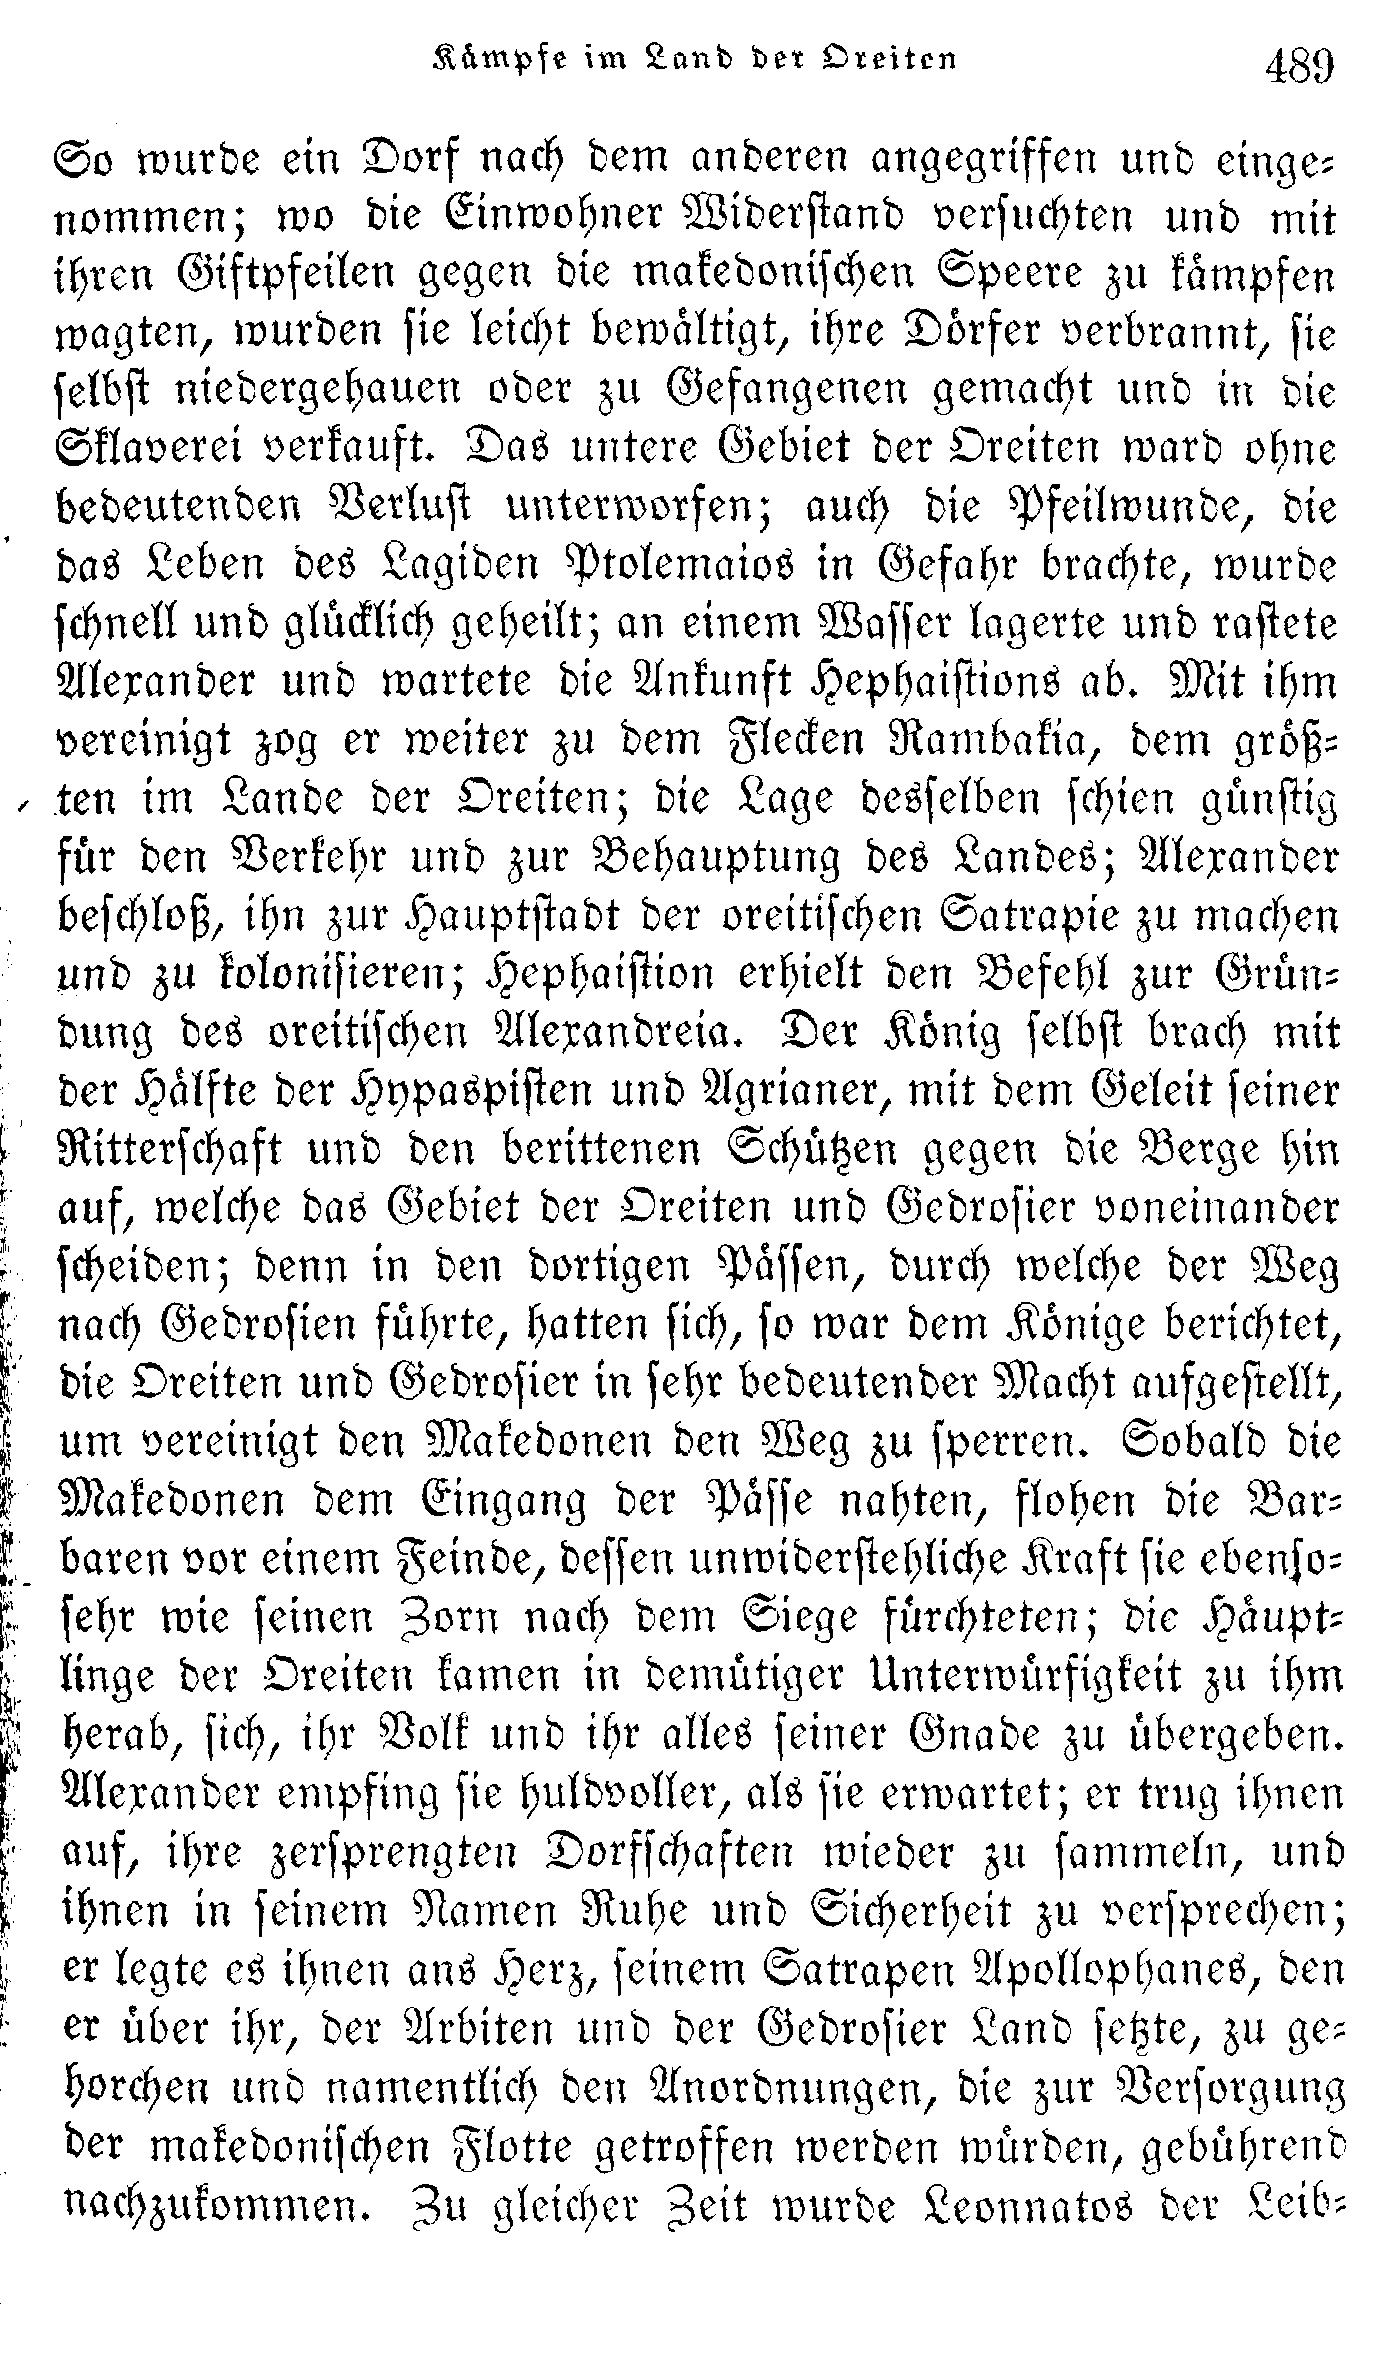 Kämpfe im Land der Oreiten 489
So wurde ein Dorf nach dem anderen angegriffen und einge-
nommen; wo die Einwohner Widerstand versuchten und mit
ihren Giftpfeilen gegen die makedonischen Speere zu kämpfen
wagten, wurden sie leicht bewältigt, ihre Dörfer verbrannt, sie
selbst niedergehauen oder zu Gefangenen gemacht und in die
Sklaverei verkauft. Das untere Gebiet der Oreiten ward ohne
bedeutenden Verlust unterworfen; auch die Pfeilwunde, die
das Leben des Lagiden Ptolemaios in Gefahr brachte, wurde
schnell und glücklich geheilt; an einem Wasser lagerte und rastete
Alexander und wartete die Ankunft Hephaistions ab. Mit ihm
vereinigt zog er weiter zu dem Flecken Rambakia, dem größ-
ten im Lande der Oreiten; die Lage desselben schien günstig
für den Verkehr und zur Behauptung des Landes; Alexander
beschloß, ihn zur Hauptstadt der oreitischen Satrapie zu machen
und zu kolonisieren; Hephaistion erhielt den Befehl zur Grün-
dung des oreitischen Alexandreia. Der König selbst brach mit
der Hälfte der Hypaspisten und Agrianer, mit dem Geleit seiner
Ritterschaft und den berittenen Schützen gegen die Berge hin
auf, welche das Gebiet der Oreiten und Gedrosier voneinander
scheiden; denn in den dortigen Pässen, durch welche der Weg
nach Gedrosien führte, hatten sich, so war dem Könige berichtet,
die Oreiten und Gedrosier in sehr bedeutender Macht aufgestellt,
um vereinigt den Makedonen den Weg zu sperren. Sobald die
Makedonen dem Eingang der Pässe nahten, flohen die Bar-
baren vor einem Feinde, dessen unwiderstehliche Kraft sie ebenso-
sehr wie seinen Zorn nach dem Siege fürchteten; die Häupt-
linge der Oreiten kamen in demütiger Unterwürfigkeit zu ihm
herab, sich, ihr Volk und ihr alles seiner Gnade zu übergeben.
Alexander empfing sie huldvoller, als sie erwartet; er trug ihnen
auf, ihre zersprengten Dorfschaften wieder zu sammeln, und
ihnen in seinem Namen Ruhe und Sicherheit zu versprechen;
er legte es ihnen ans Herz, seinem Satrapen Apollophanes, den
er über ihr, der Arbiten und der Gedrosier Land setzte, zu ge-
horchen und namentlich den Anordnungen, die zur Versorgung
der makedonischen Flotte getroffen werden würden, gebührend
nachzukommen. Zu gleicher Zeit wurde Leonnatos der Leib-